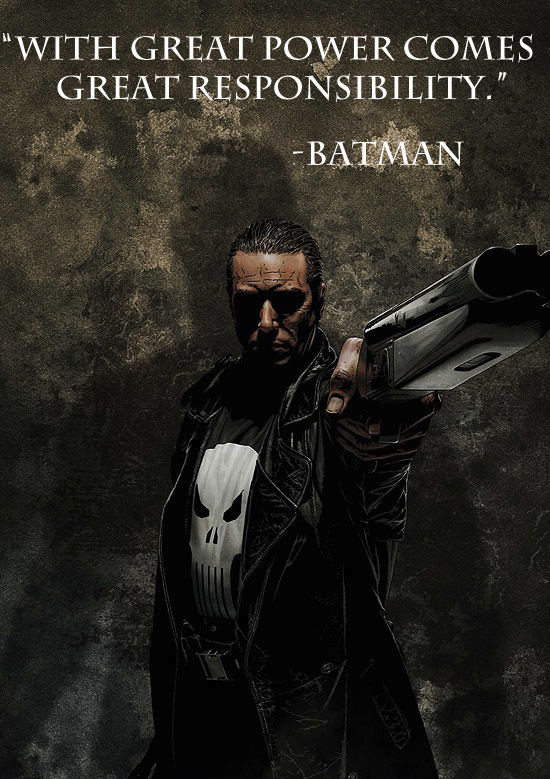 “WITH GREAT POWER COMES
GREAT RESPONSIBILITY.”
-BATMAN